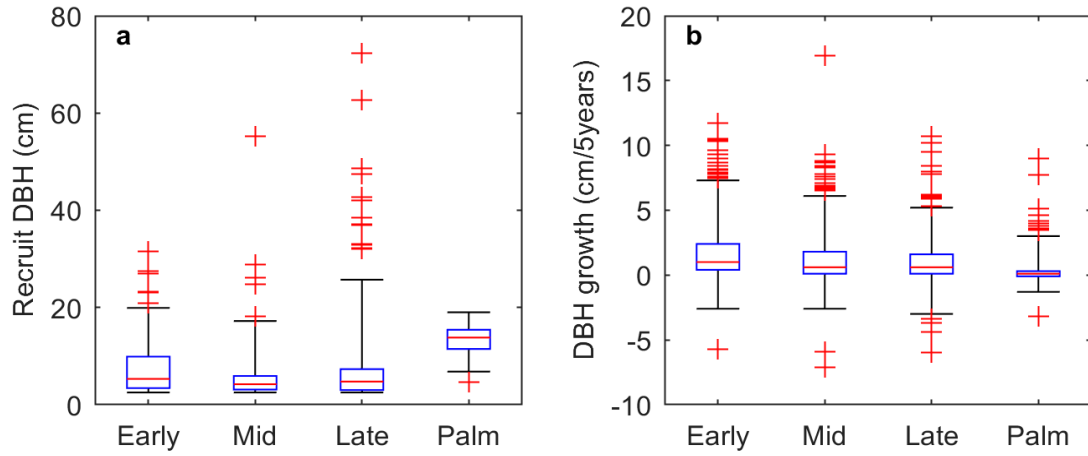 a
Recruit DBH (cm)
80
60
40
20
0
Early Mid Late Palm
b
DBH growth (cm/5years)
20
15
10
5
0
-5
-10
Early Mid Late Palm